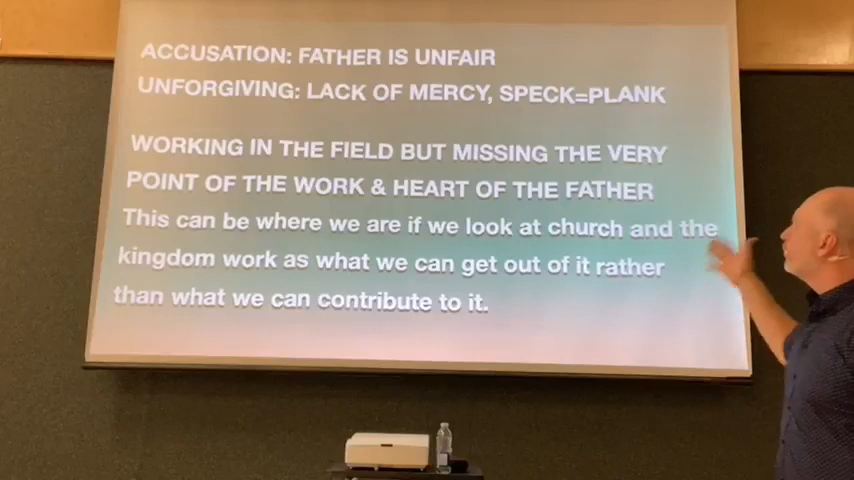 ACCUSATION: FATHER IS UNFAIR
UNFORGIVING: LACK OF MERCY, SPECK=PLANK
WORKING IN THE FIELD BUT MISSING THE VERY
POINT OF THE WORK & HEART OF THE FATHER
This can be where we are if we look at church and the
kingdom work as what we can get out of it rather
than what we can contribute to it.